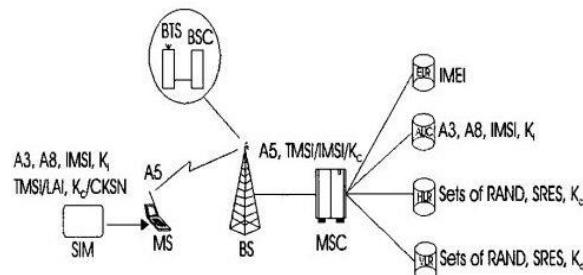 BTS BSC
EIR IMEI
AUC A3, A8, IMSI, Ki
A3, A8, IMSI, Ki
TMSI/LAI, Kc/CKSN
A5
A5, TMSI/IMSI/Kc
HLR Sets of RAND, SRES, Kc
VLR Sets of RAND, SRES, Kc
SIM MS BS MSC